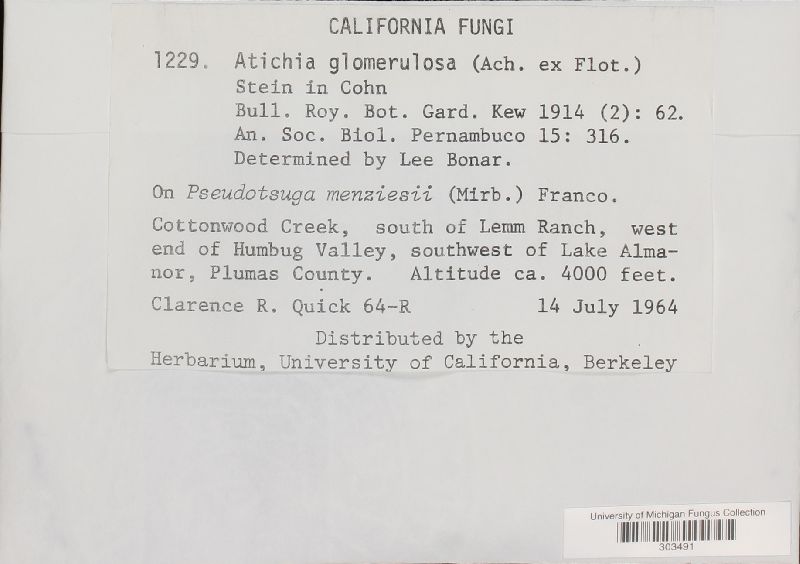 CALIFORNIA FUNGI
1229. Atichia glomerulosa (Ach. ex Flot.)
Stein in Cohn
Bull. Roy. Bot. Gard. Kew 1914 (2): 62.
An. Soc. Biol. Pernambuco 15: 316.
Determined by Lee Bonar.
On Pseudotsuga menziesii (Mirb.) Franco.
Cottonwood Creek, south of Lemm Ranch, west
end of Humbug Valley, southwest of Lake Alma-
nor, Plumas County. Altitude ca. 4000 feet.
Clarence R. Quick 64-R 14 July 1964
Distributed by the
Herbarium, University of California, Berkeley
University of Michigan Fungus Collection
303491